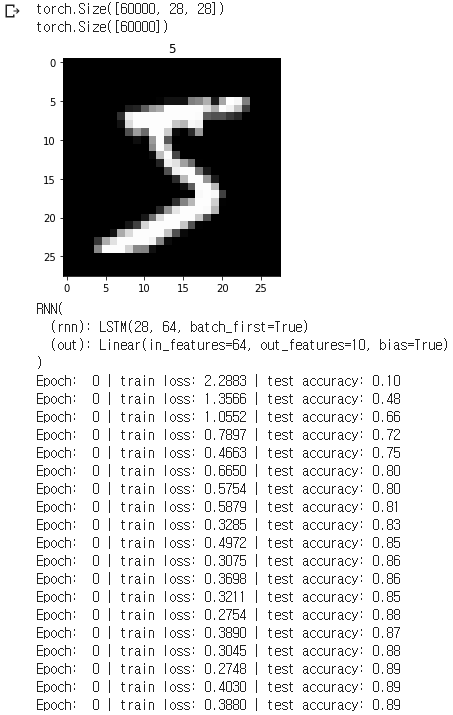 torch.Size([60000, 28, 28])
torch.Size([60000])
5
0
5
10
15
20
25
0 5 10 15 20 25
RNN(
(rnn): LSTM(28, 64, batch_first=True)
(out): Linear(in_features=64, out_features=10, bias=True)
)
Epoch: 0 | train loss: 2.2883 | test accuracy: 0.10
Epoch: 0 | train loss: 1.3566 | test accuracy: 0.48
Epoch: 0 | train loss: 1.0552 | test accuracy: 0.66
Epoch: 0 | train loss: 0.7897 | test accuracy: 0.72
Epoch: 0 | train loss: 0.4663 | test accuracy: 0.75
Epoch: 0 | train loss: 0.6650 | test accuracy: 0.80
Epoch: 0 | train loss: 0.5754 | test accuracy: 0.80
Epoch: 0 | train loss: 0.5879 | test accuracy: 0.81
Epoch: 0 | train loss: 0.3285 | test accuracy: 0.83
Epoch: 0 | train loss: 0.4972 | test accuracy: 0.85
Epoch: 0 | train loss: 0.3075 | test accuracy: 0.86
Epoch: 0 | train loss: 0.3698 | test accuracy: 0.86
Epoch: 0 | train loss: 0.3211 | test accuracy: 0.85
Epoch: 0 | train loss: 0.2754 | test accuracy: 0.88
Epoch: 0 | train loss: 0.3890 | test accuracy: 0.87
Epoch: 0 | train loss: 0.3045 | test accuracy: 0.88
Epoch: 0 | train loss: 0.2748 | test accuracy: 0.89
Epoch: 0 | train loss: 0.4030 | test accuracy: 0.89
Epoch: 0 | train loss: 0.3880 | test accuracy: 0.89